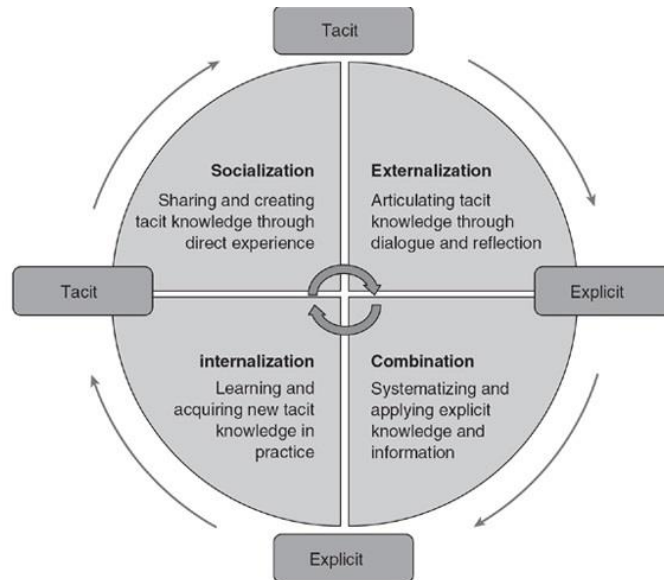 Tacit
Socialization
Sharing and creating
tacit knowledge through
direct experience
Externalization
Articulating tacit
knowledge through
dialogue and reflection
Tacit
Explicit
internalization
Learning and
acquiring new tacit
knowledge in
practice
Combination
Systematizing and
applying explicit
knowledge and
information
Explicit